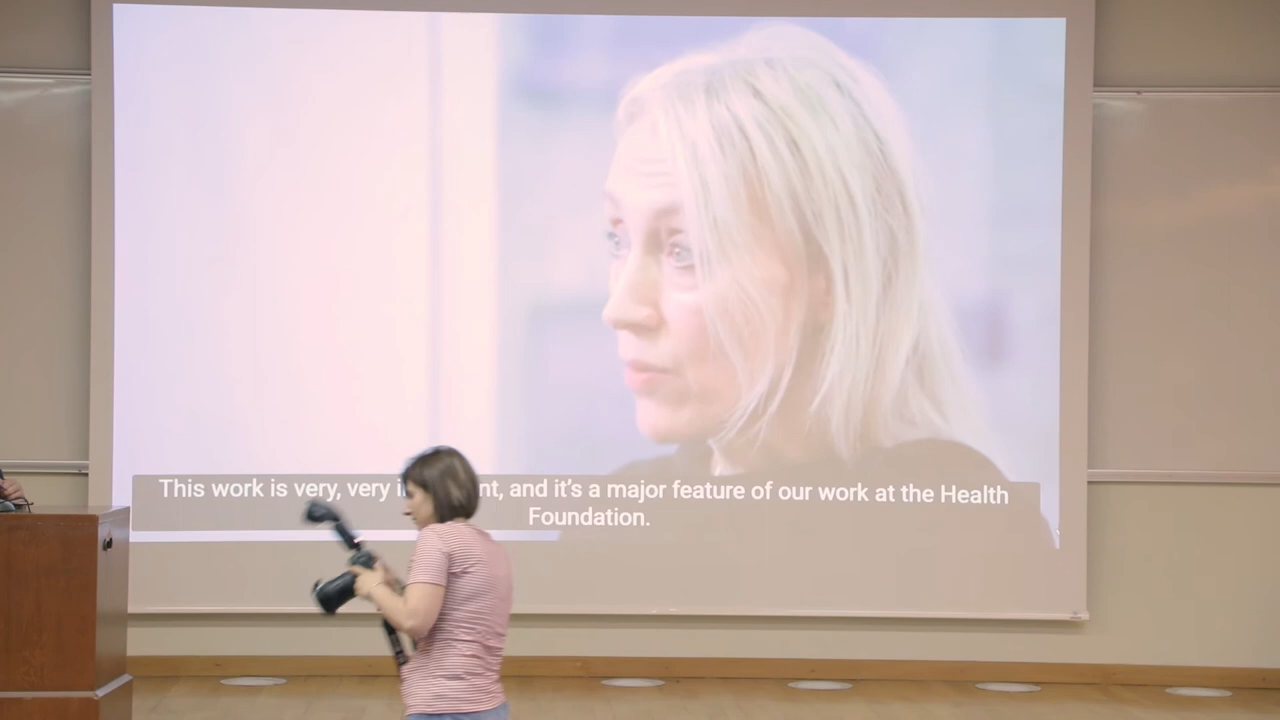 This work is very, very i nt, and it’s a major feature of our work at the Health
Foundation.